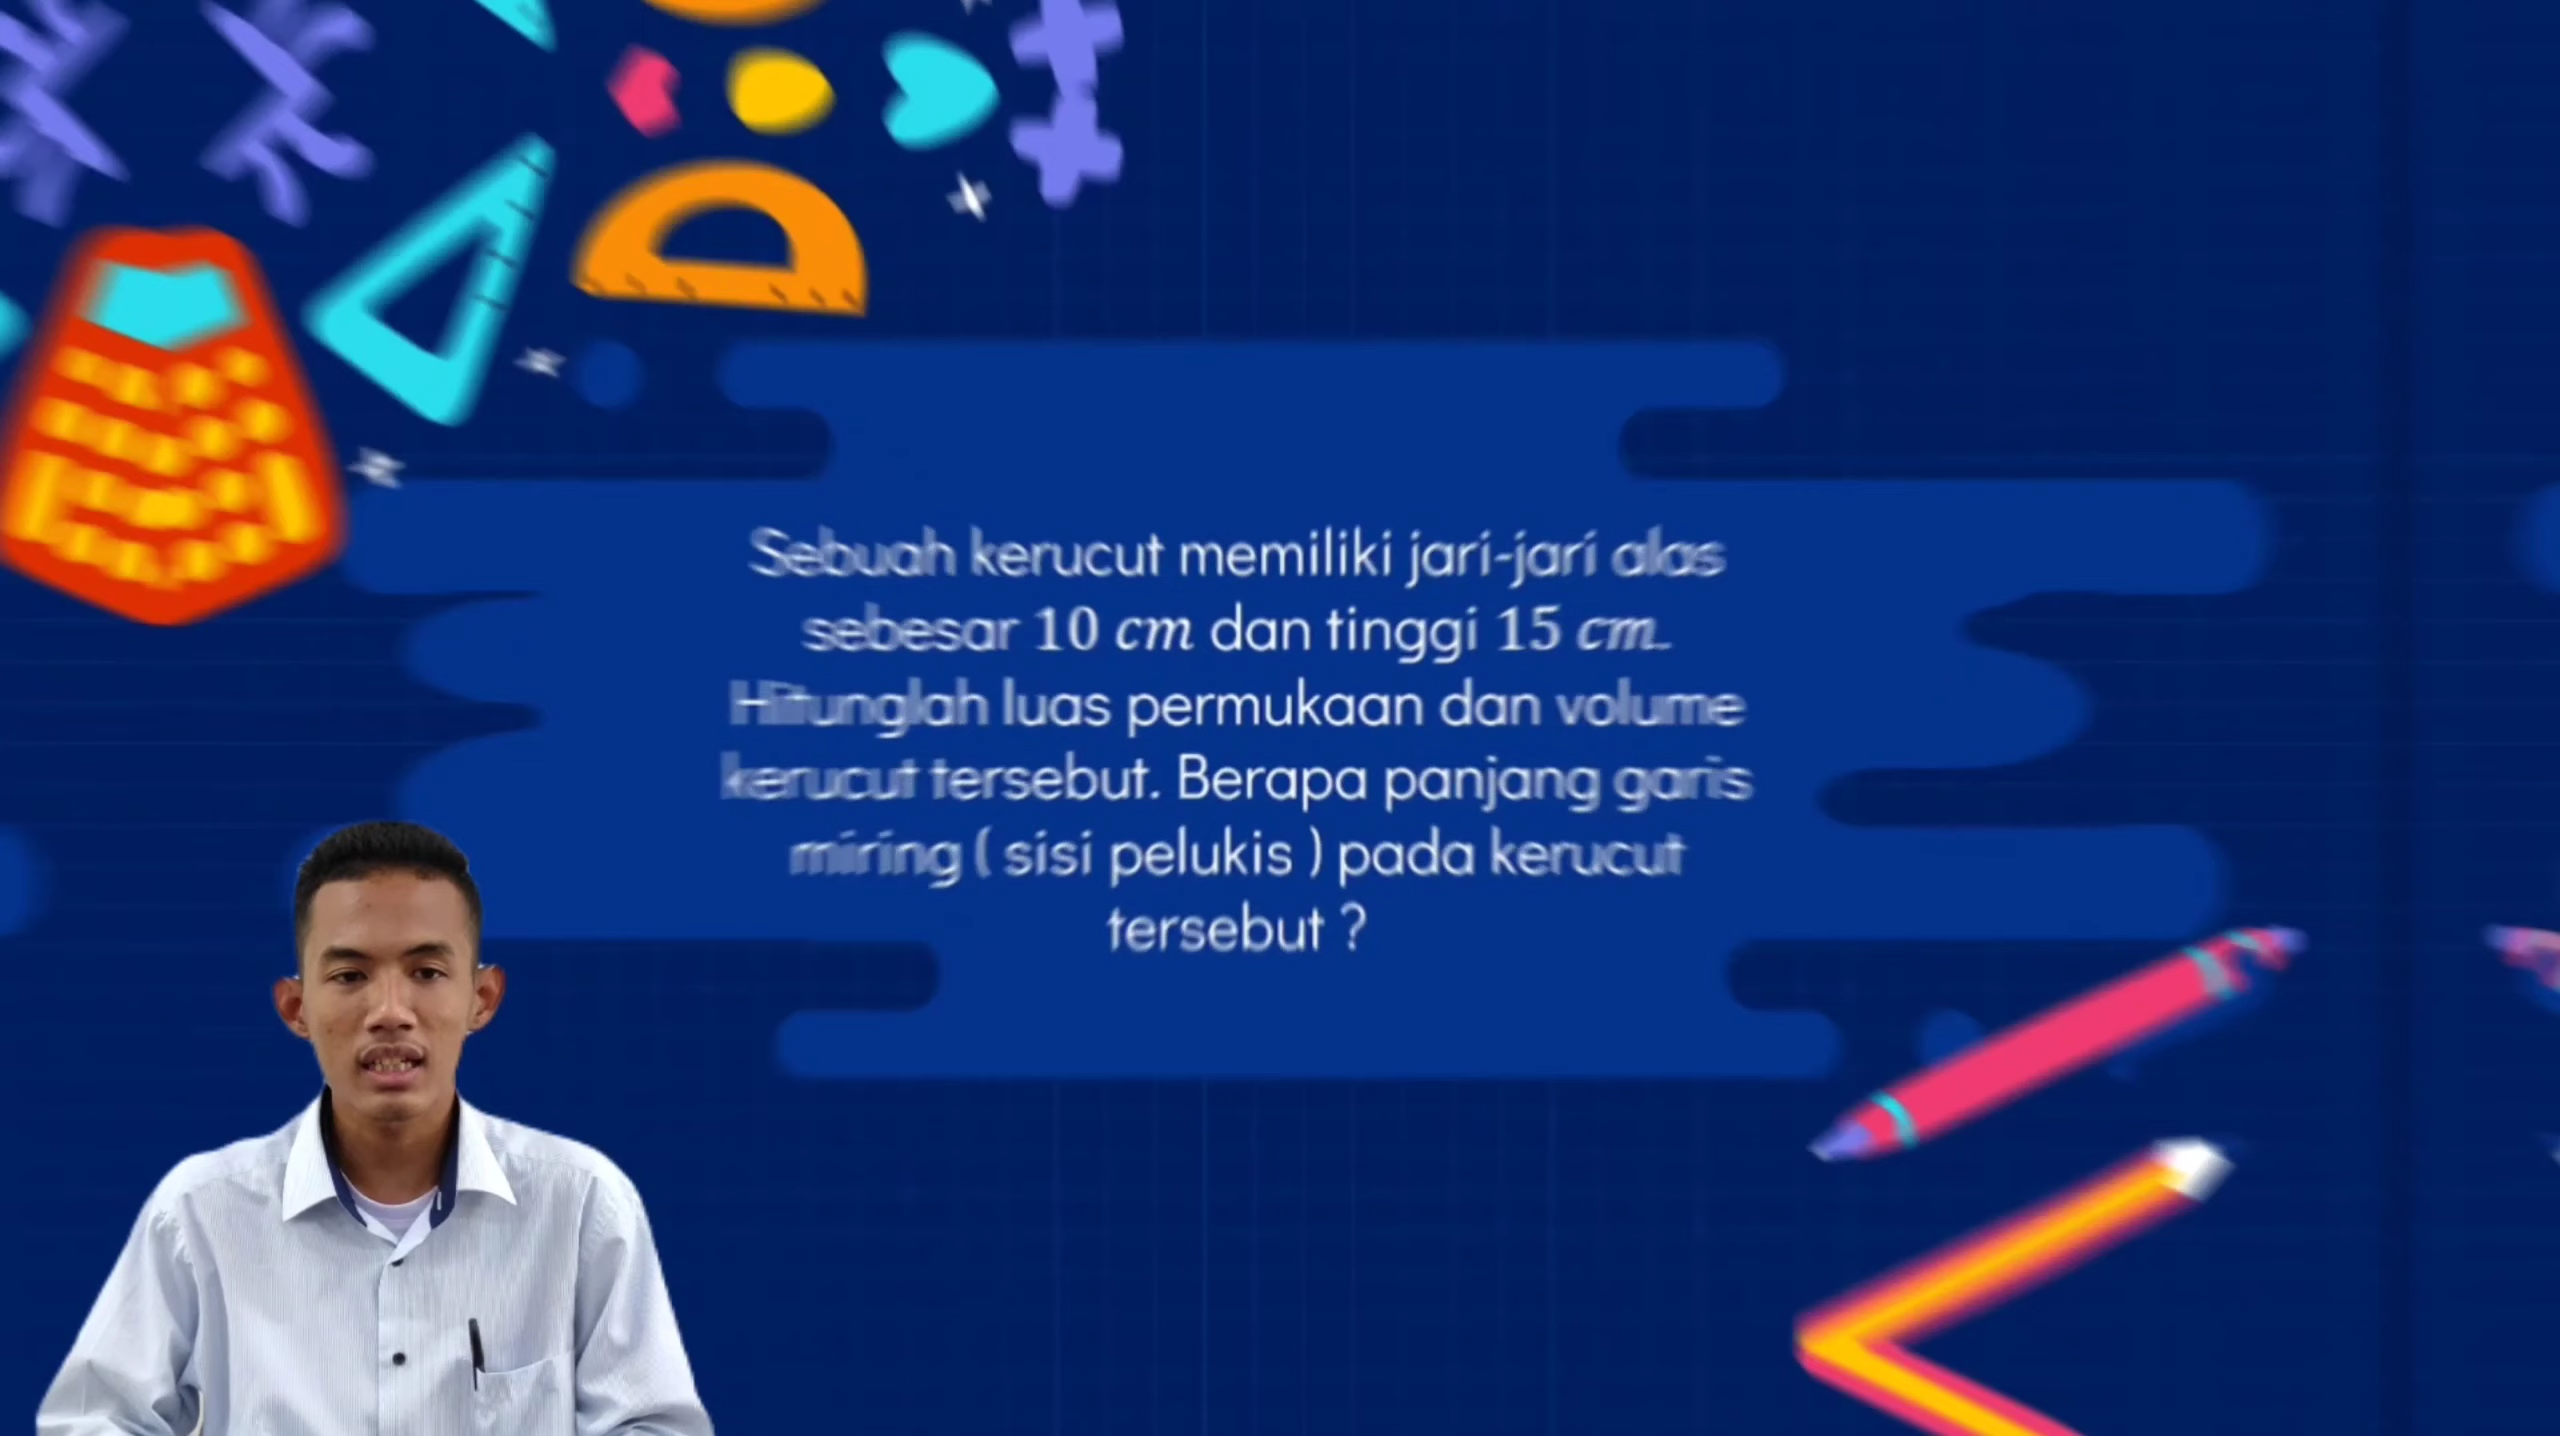 Sebuah kerucut memiliki jari-jari alas
sebesar 10 cm dan tinggi 15 cm.
Hitunglah luas permukaan dan volume
kerucut tersebut. Berapa panjang garis
miring ( sisi pelukis ) pada kerucut
tersebut ?